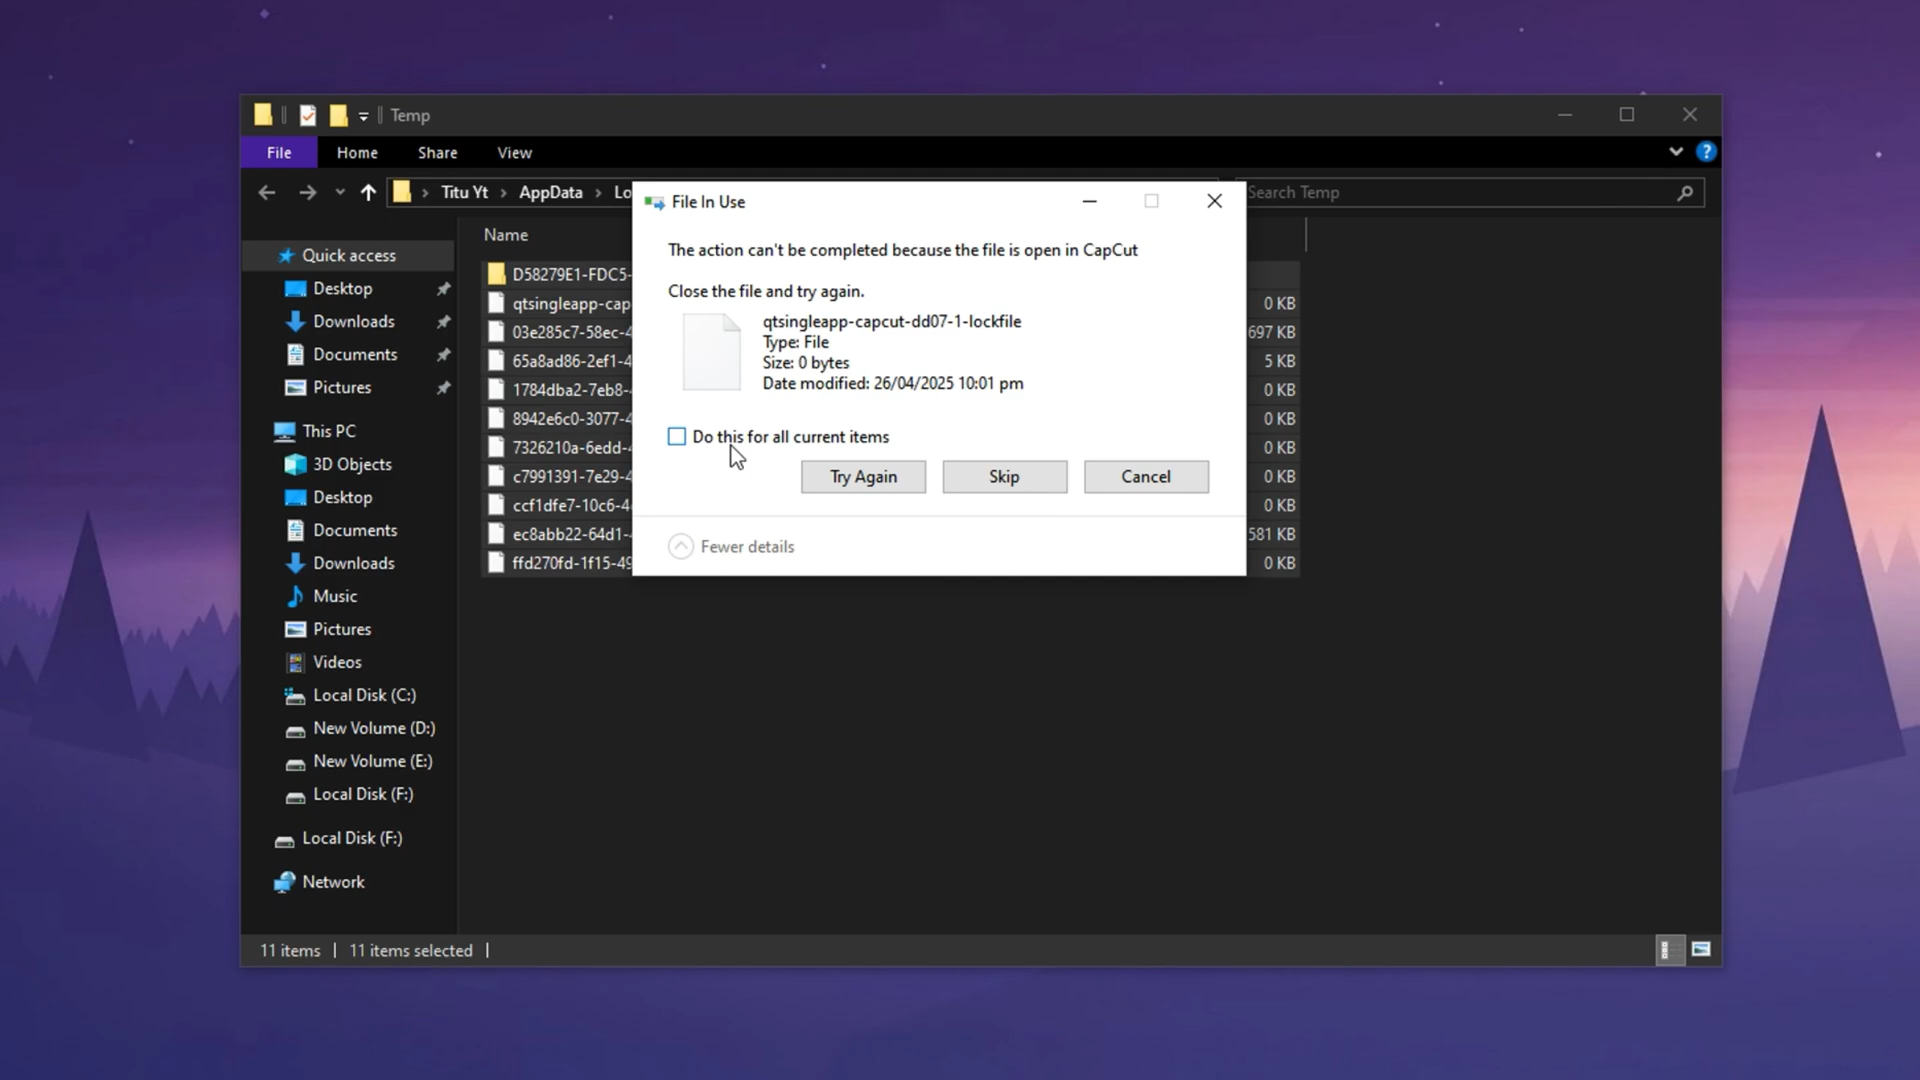 Temp
File Home Share View
Titu Yt AppData Lo
Search Temp
File In Use
The action can't be completed because the file is open in CapCut
Close the file and try again.
qtsingleapp-capcut-dd07-1-lockfile
Type: File
Size: 0 bytes
Date modified: 26/04/2025 10:01 pm
Do this for all current items
Try Again Skip Cancel
Fewer details
Quick access
Desktop
Downloads
Documents
Pictures
This PC
3D Objects
Desktop
Documents
Downloads
Music
Pictures
Videos
Local Disk (C:)
New Volume (D:)
New Volume (E:)
Local Disk (F:)
Local Disk (F:)
Network
Name
D58279E1-FDC5-
qtsingleapp-cap 0 KB
03e285c7-58ec-4 697 KB
65a8ad86-2ef1-4 5 KB
1784dba2-7eb8- 0 KB
8942e6c0-3077-4 0 KB
7326210a-6edd- 0 KB
c7991391-7e29-4 0 KB
ccf1dfe7-10c6-4 0 KB
ec8abb22-64d1- 581 KB
ffd270fd-1f15-49 0 KB
11 items 11 items selected